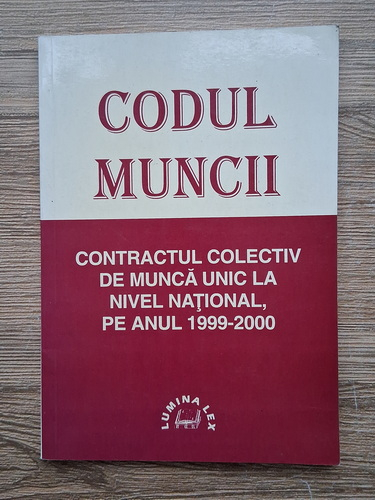 CODUL
MUNCII
CONTRACTUL COLECTIV
DE MUNCĂ UNIC LA
NIVEL NAŢIONAL,
PE ANUL 1999-2000
LUMINA LEX